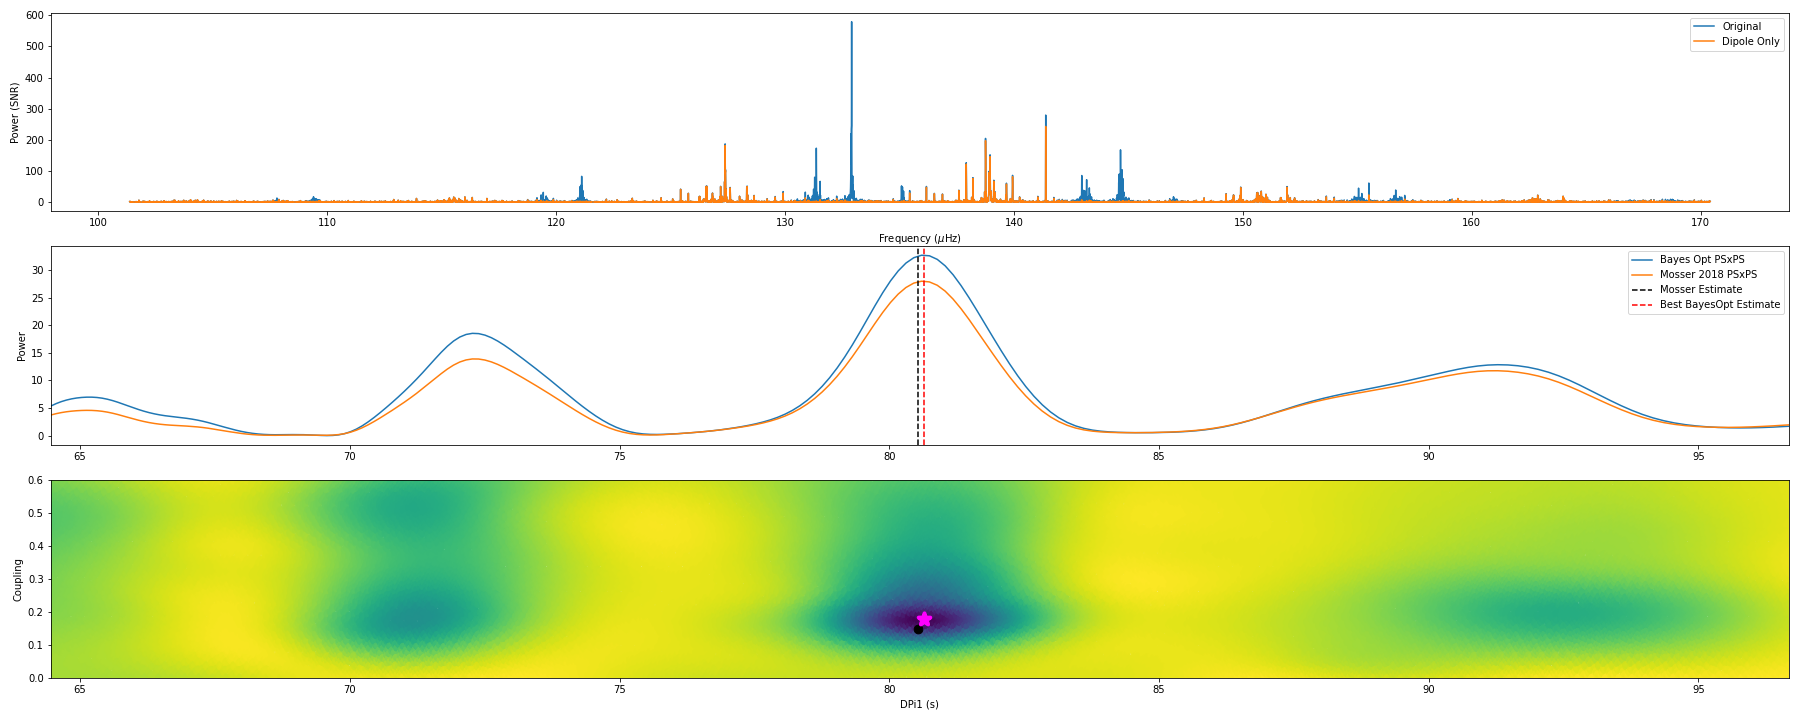 600
500
400
300
200
100
0
Power (SNR)
Original
Dipole Only
100 110 120 130 140 150 160 170
Frequency (μHz)
30
25
20
15
10
5
0
Power
Bayes Opt PSxPS
Mosser 2018 PSxPS
Mosser Estimate
Best BayesOpt Estimate
65 70 75 80 85 90 95
0.6
0.5
0.4
0.3
0.2
0.1
0.0
Coupling
65 70 75 80 85 90 95
DPi1 (s)